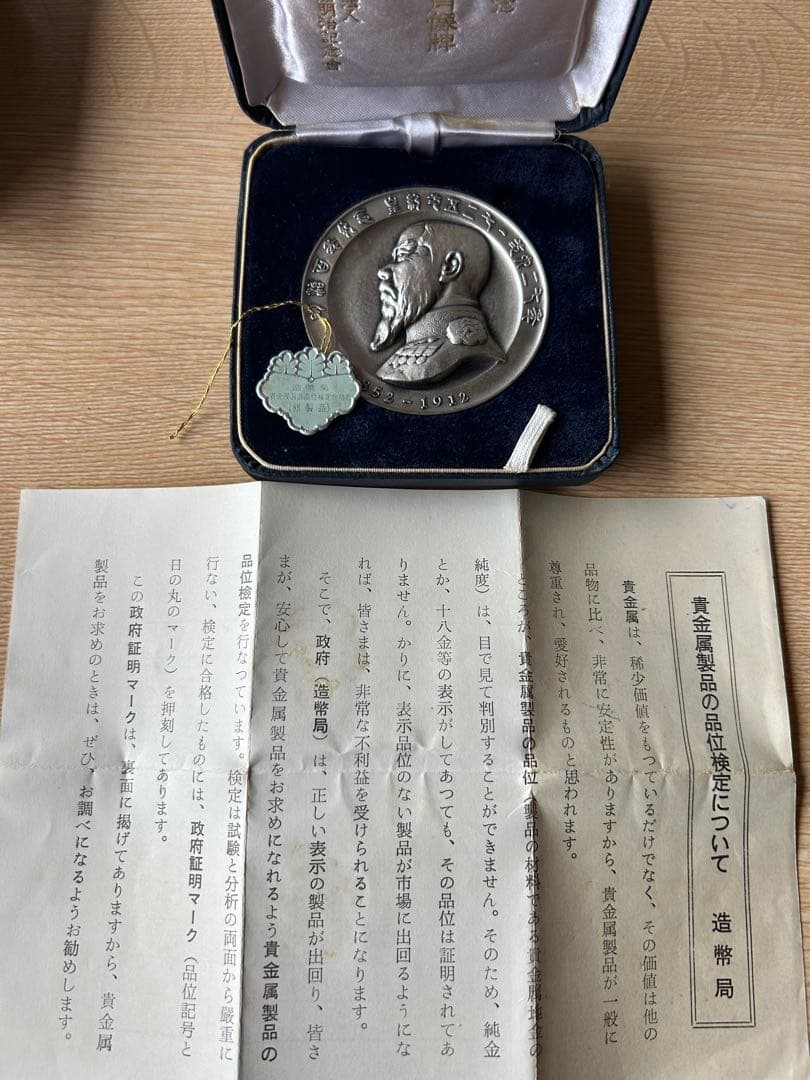 肖像牌
明治記念會
1852-1912
造幣局
(銀製品)
貴金属製品の品位検定について　造幣局
貴金属は、稀少価値をもつているだけでなく、その価値は他の
品物に比べ、非常に安定性がありますから、貴金属製品が一般に
尊重され、愛好されるものと思われます。
ところが、貴金属製品の品位（製品の材料である貴金属地金の
純度）は、目で見て判別することができません。そのため、純金
とか、十八金等の表示がしてあつても、その品位は証明されてあ
りません。かりに、表示品位のない製品が市場に出回るようにな
れば、皆さまは、非常な不利益を受けられることになります。
そこで、政府（造幣局）は、正しい表示の製品が出回り、皆さ
まが、安心して貴金属製品をお求めになれるよう貴金属製品の
品位検定を行なつています。検定は試験と分析の両面から厳重に
行ない、検定に合格したものには、政府証明マーク（品位記号と
日の丸のマーク）を押刻してあります。
この政府証明マークは、裏面に掲げてありますから、貴金属
製品をお求めのときは、ぜひ、お調べになるようお勧めします。